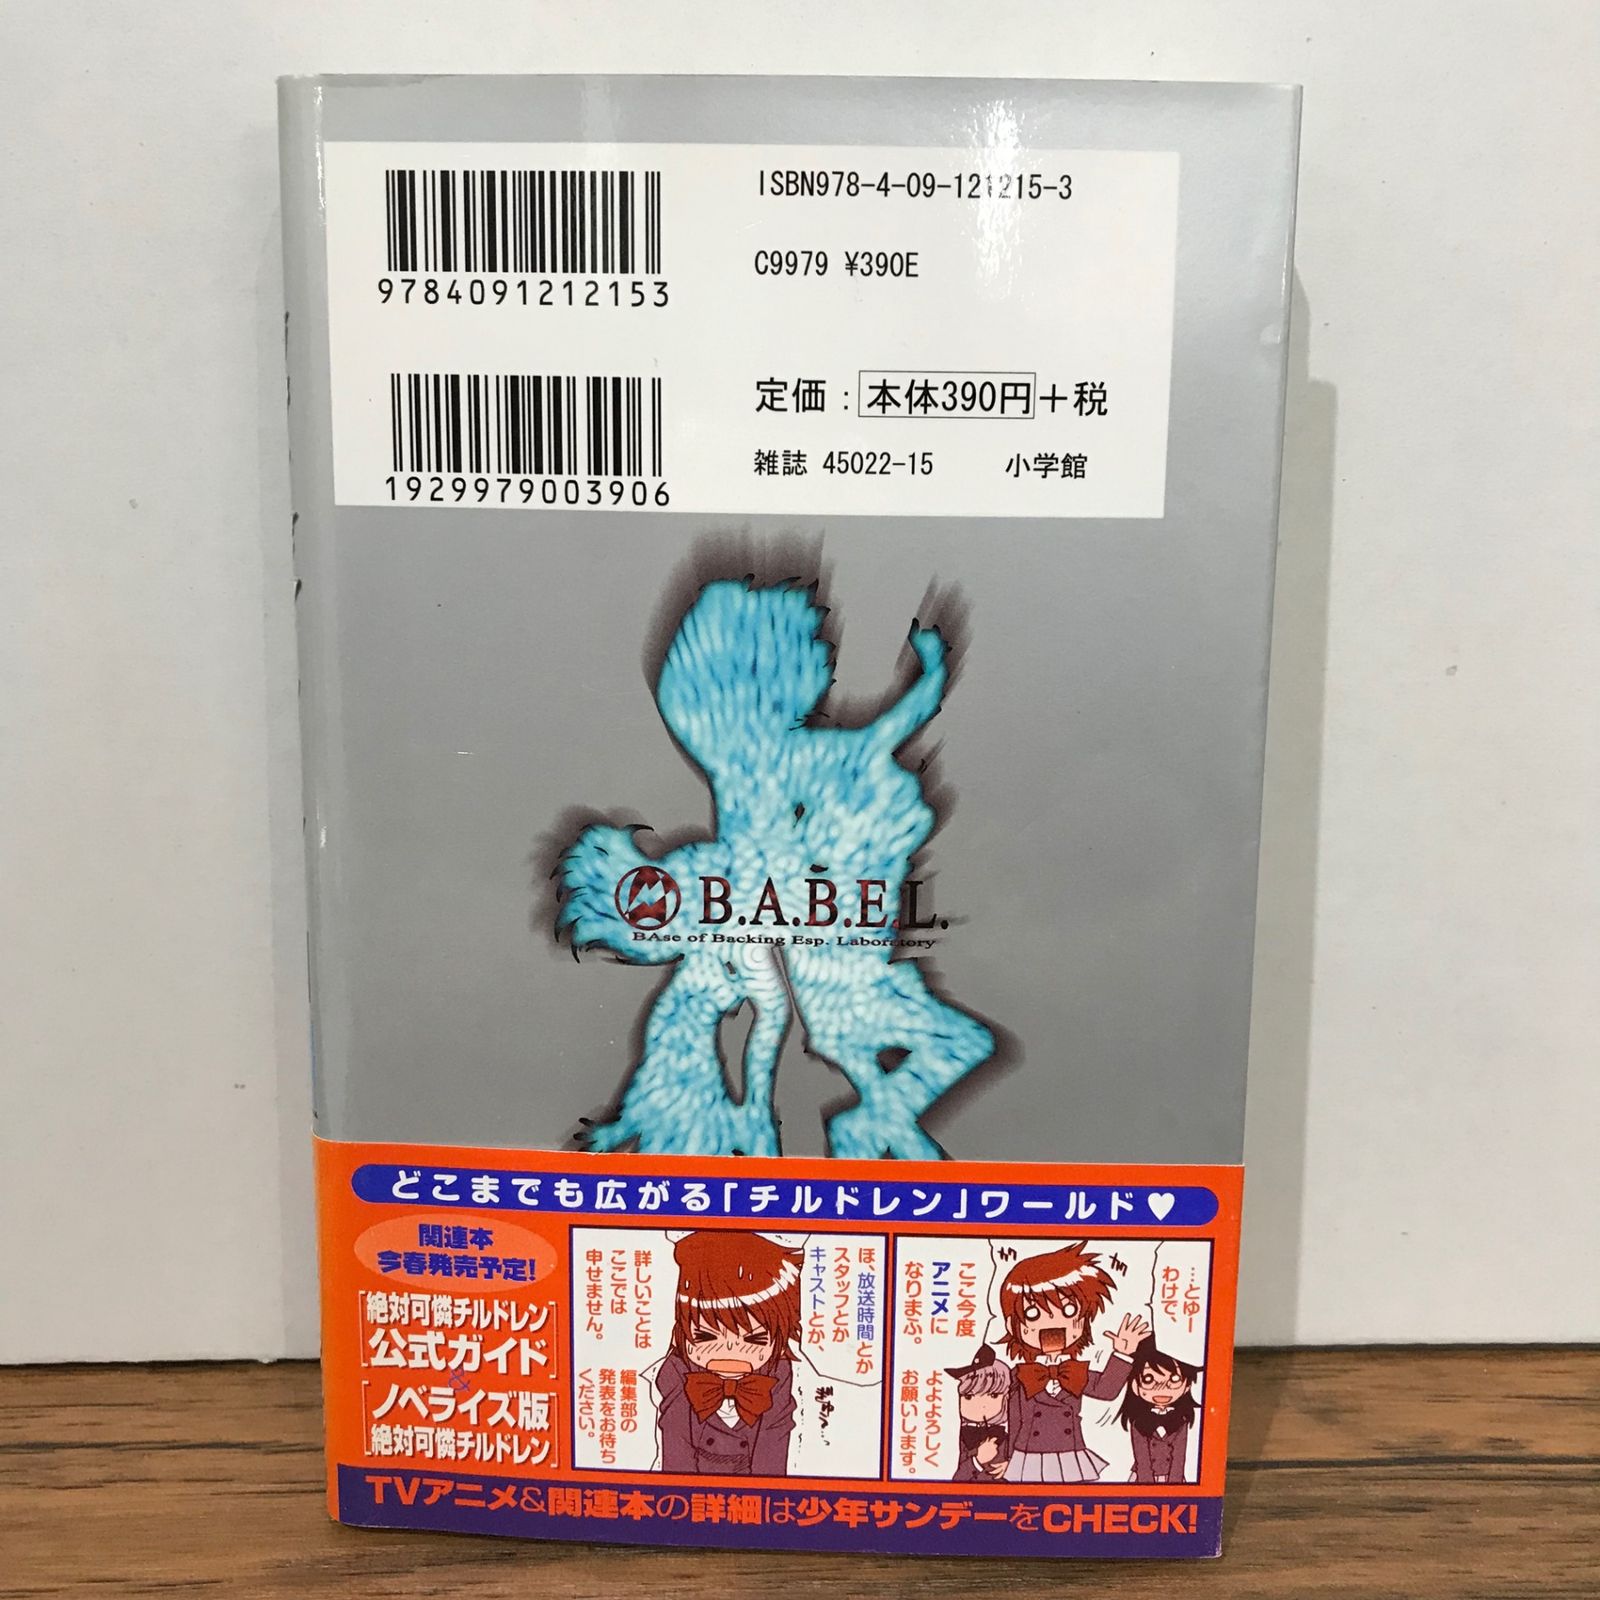 ISBN978-4-09-121215-3
9784091212153
C9979 ¥390E
定価：本体390円＋税
1929979003906
雑誌 45022-15 小学館
B.A.B.E.L.
BAse of Backing Esp. Laboratory
どこまでも広がる「チルドレン」ワールド♥
関連本
今春発売予定!
[絶対可憐チルドレン
公式ガイド]
&
[ノベライズ版
絶対可憐チルドレン]
…とゆー
わけで、
ここ今度
アニメに
なりまふ。
よよよろしく
お願いします。
ほ、放送時間とか
スタッフとか
キャストとか、
詳しいことは
ここでは
申せません。
編集部の
発表をお待ち
ください。
TVアニメ&関連本の詳細は少年サンデーをCHECK!